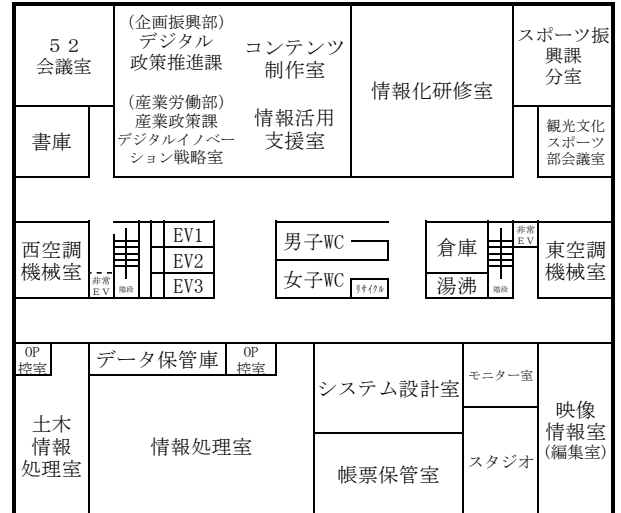 ５２
会議室
(企画振興部)
デジタル
政策推進課
コンテンツ
制作室
(産業労働部)
産業政策課
デジタルイノベー
ション戦略室
情報活用
支援室
情報化研修室
スポーツ振
興課
分室
書庫
観光文化
スポーツ
部会議室
西空調
機械室
非常
ＥＶ
階段
EV1
EV2
EV3
男子WC
女子WC
リサイクル
倉庫
湯沸
階段
非常
ＥＶ
東空調
機械室
OP
控室
データ保管庫
OP
控室
土木
情報
処理室
情報処理室
システム設計室
帳票保管室
モニター室
スタジオ
映像
情報室
(編集室)